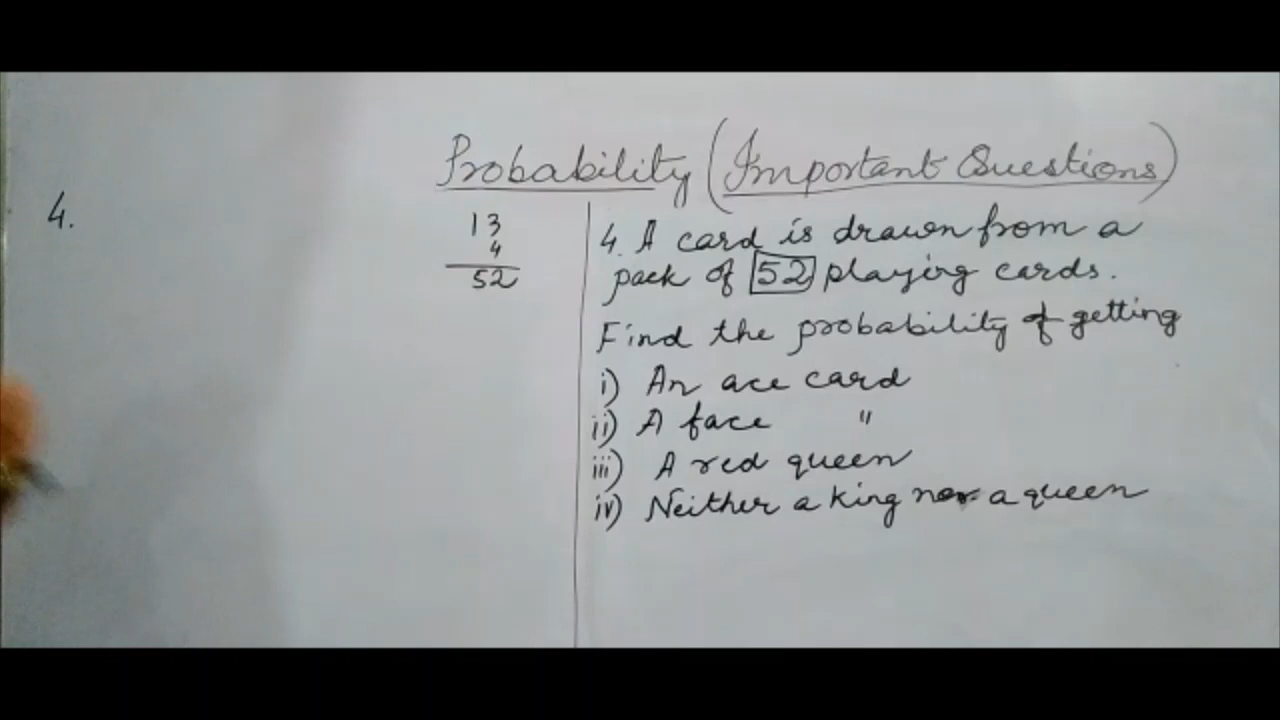 Probability (Important Questions)
4.
13
4
52
4. A card is drawn from a
pack of 52 playing cards.
Find the probability of getting
i) An ace card
ii) A face "
iii) A red queen
iv) Neither a king nor a queen